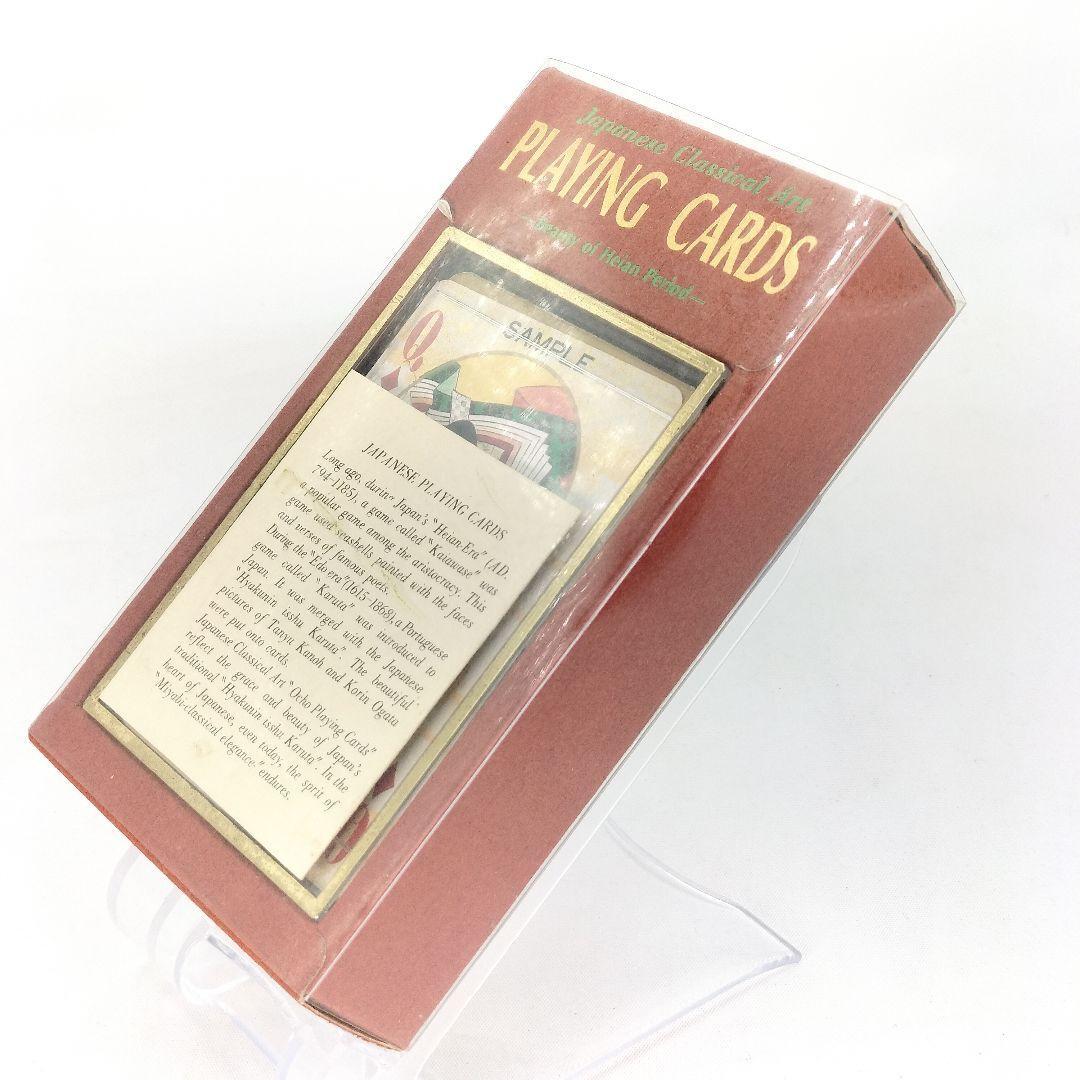 Japanese Classical Art
PLAYING CARDS
—Beauty of Heian Period—
Q
SAMPLE
JAPANESE PLAYING CARDS
Long ago, during Japan's "Heian-Era" (AD.
794-1185), a game called "Kaiawase" was
a popular game among the aristocracy. This
game used seashells painted with the faces
and verses of famous poets.
During the "Edo era" (1615-1868), a Portuguese
game called "Karuta" was introduced to
Japan. It was merged with the Japanese
"Hyakunin isshu Karuta". The beautiful
pictures of Tanyu Kanoh and Korin Ogata
were put onto cards.
Japanese Classical Art "Ocho Playing Cards"
reflect the grace and beauty of Japan's
traditional "Hyakunin isshu Karuta". In the
heart of Japanese, even today, the sprit of
"Miyabi-classical elegance-" endures.